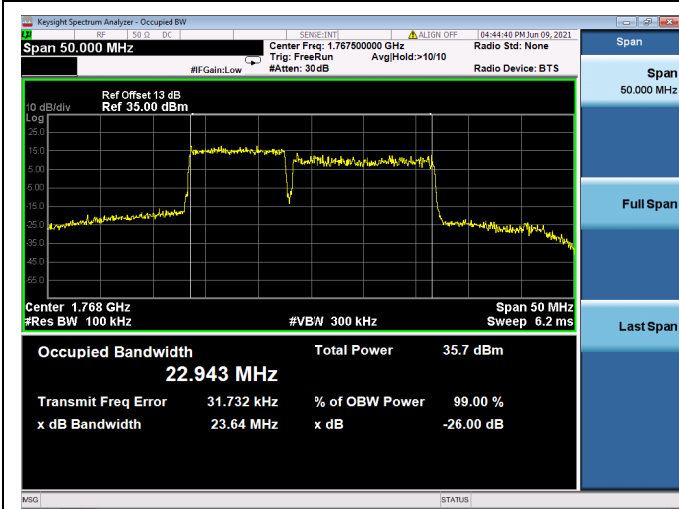 Keysight Spectrum Analyzer - Occupied BW
RF 50 Ω DC SENSE:INT ALIGN OFF 04:44:40 PM Jun 09, 2021
Span 50.000 MHz Center Freq: 1.767500000 GHz Radio Std: None
Trig: FreeRun Avg|Hold:>10/10
#IFGain:Low #Atten: 30 dB Radio Device: BTS
Span
Span
50.000 MHz
Full Span
Last Span
Ref Offset 13 dB
10 dB/div Ref 35.00 dBm
Log
25.0
15.0
5.00
-5.00
-15.0
-25.0
-35.0
-45.0
-55.0
Center 1.768 GHz Span 50 MHz
#Res BW 100 kHz #VBW 300 kHz Sweep 6.2 ms
Occupied Bandwidth Total Power 35.7 dBm
22.943 MHz
Transmit Freq Error 31.732 kHz % of OBW Power 99.00 %
x dB Bandwidth 23.64 MHz x dB -26.00 dB
MSG STATUS